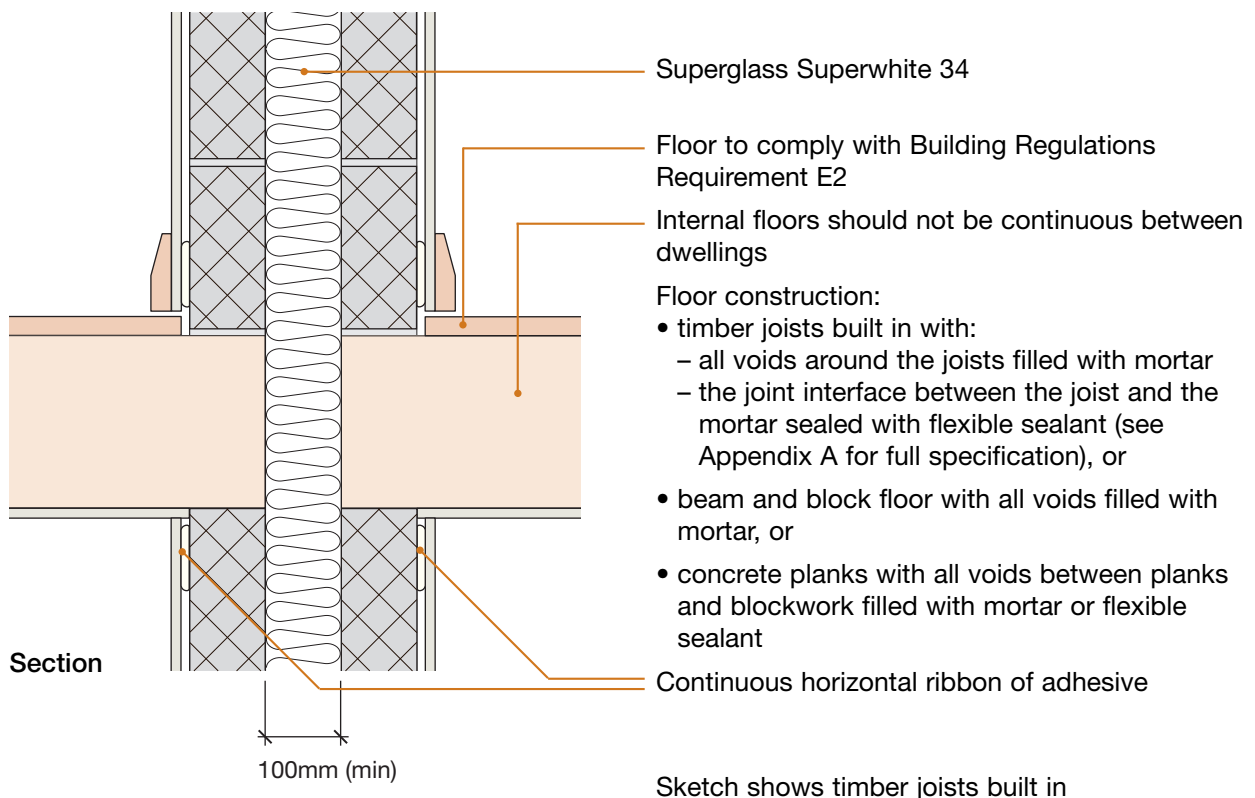 Superglass Superwhite 34
Floor to comply with Building Regulations
Requirement E2
Internal floors should not be continuous between
dwellings
Floor construction:
• timber joists built in with:
– all voids around the joists filled with mortar
– the joint interface between the joist and the
mortar sealed with flexible sealant (see
Appendix A for full specification), or
• beam and block floor with all voids filled with
mortar, or
• concrete planks with all voids between planks
and blockwork filled with mortar or flexible
sealant
Section
Continuous horizontal ribbon of adhesive
100mm (min)
Sketch shows timber joists built in